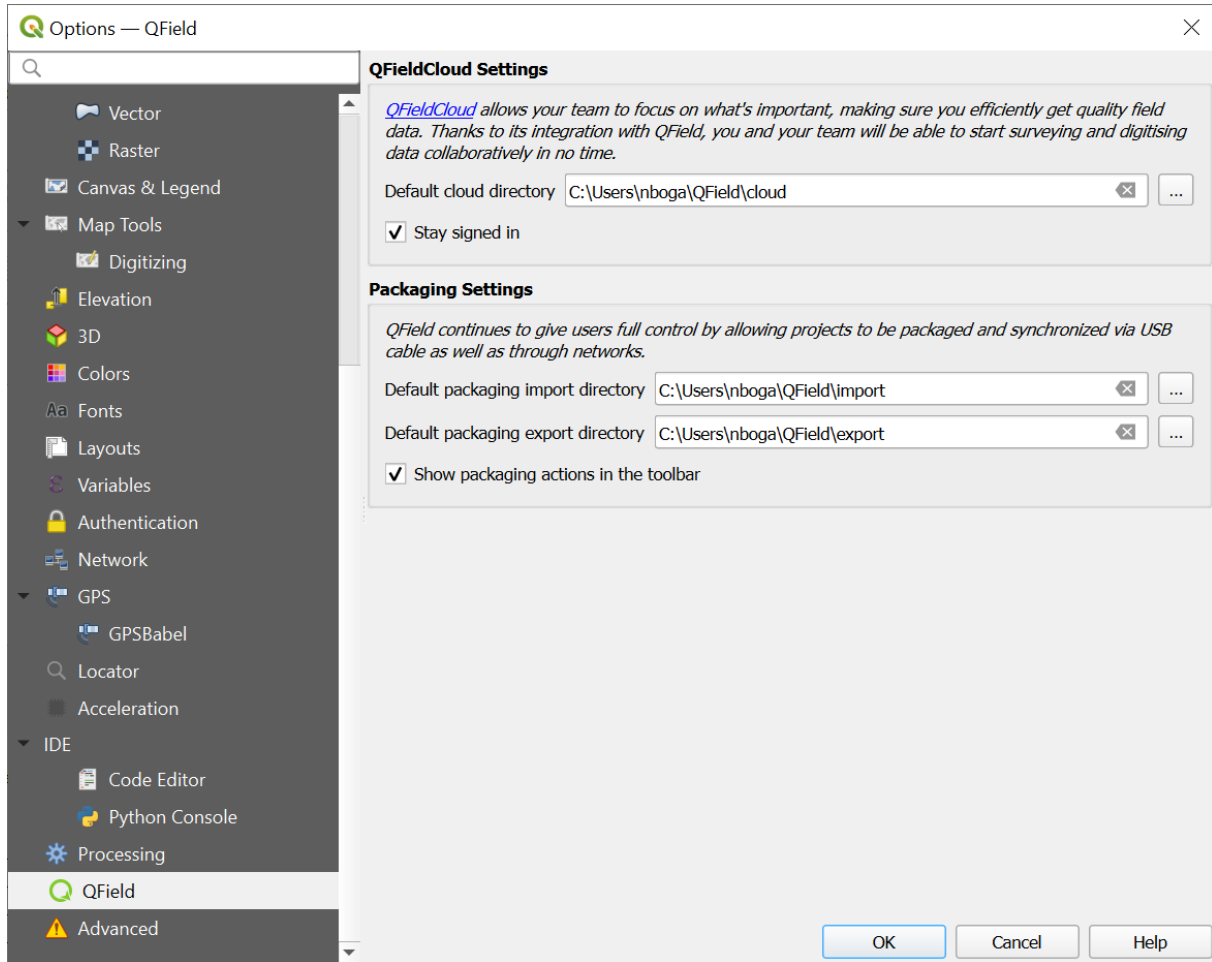 Options — QField
Vector
Raster
Canvas & Legend
Map Tools
Digitizing
Elevation
3D
Colors
Aa Fonts
Layouts
Variables
Authentication
Network
GPS
GPSBabel
Locator
Acceleration
IDE
Code Editor
Python Console
Processing
QField
Advanced
QFieldCloud Settings
QFieldCloud allows your team to focus on what's important, making sure you efficiently get quality field
data. Thanks to its integration with QField, you and your team will be able to start surveying and digitising
data collaboratively in no time.
Default cloud directory C:\Users\nboga\QField\cloud ...
Stay signed in
Packaging Settings
QField continues to give users full control by allowing projects to be packaged and synchronized via USB
cable as well as through networks.
Default packaging import directory C:\Users\nboga\QField\import ...
Default packaging export directory C:\Users\nboga\QField\export ...
Show packaging actions in the toolbar
OK Cancel Help